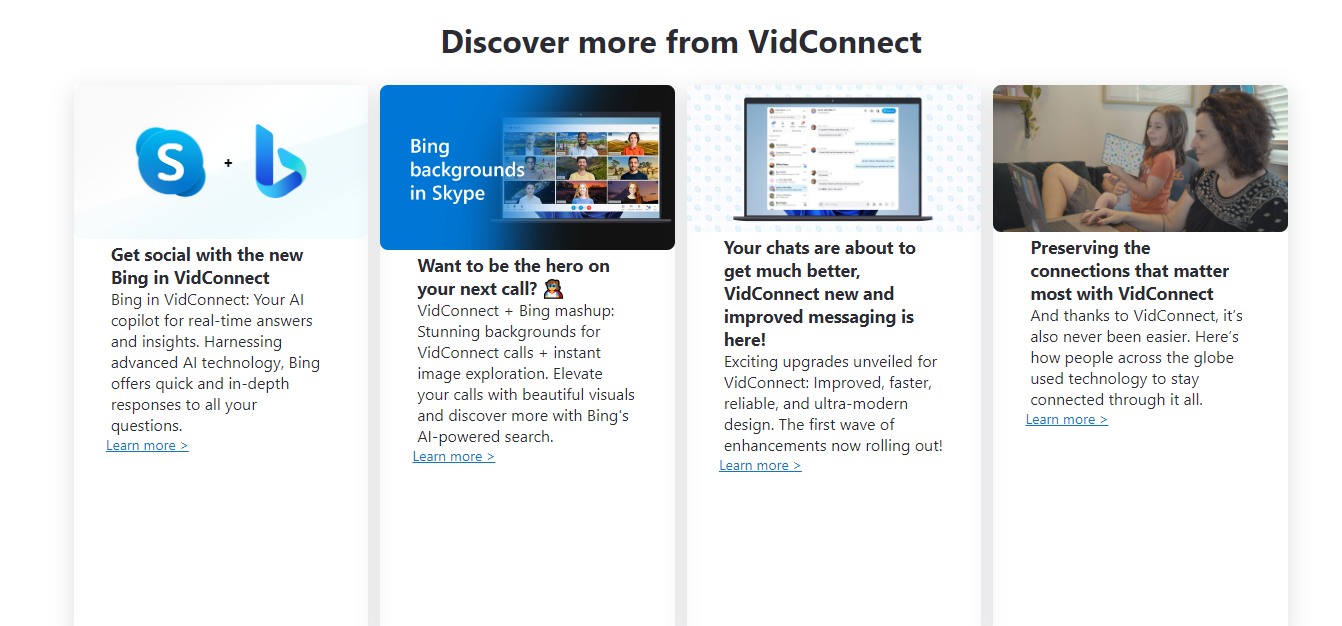 Discover more from VidConnect
S
+
Get social with the new
Bing in VidConnect
Bing in VidConnect: Your AI
copilot for real-time answers
and insights. Harnessing
advanced AI technology, Bing
offers quick and in-depth
responses to all your
questions.
Learn more >
Bing
backgrounds
in Skype
Want to be the hero on
your next call?
VidConnect + Bing mashup:
Stunning backgrounds for
VidConnect calls + instant
image exploration. Elevate
your calls with beautiful visuals
and discover more with Bing's
AI-powered search.
Learn more >
Your chats are about to
get much better,
VidConnect new and
improved messaging is
here!
Exciting upgrades unveiled for
VidConnect: Improved, faster,
reliable, and ultra-modern
design. The first wave of
enhancements now rolling out!
Learn more >
Preserving the
connections that matter
most with VidConnect
And thanks to VidConnect, it’s
also never been easier. Here’s
how people across the globe
used technology to stay
connected through it all.
Learn more >